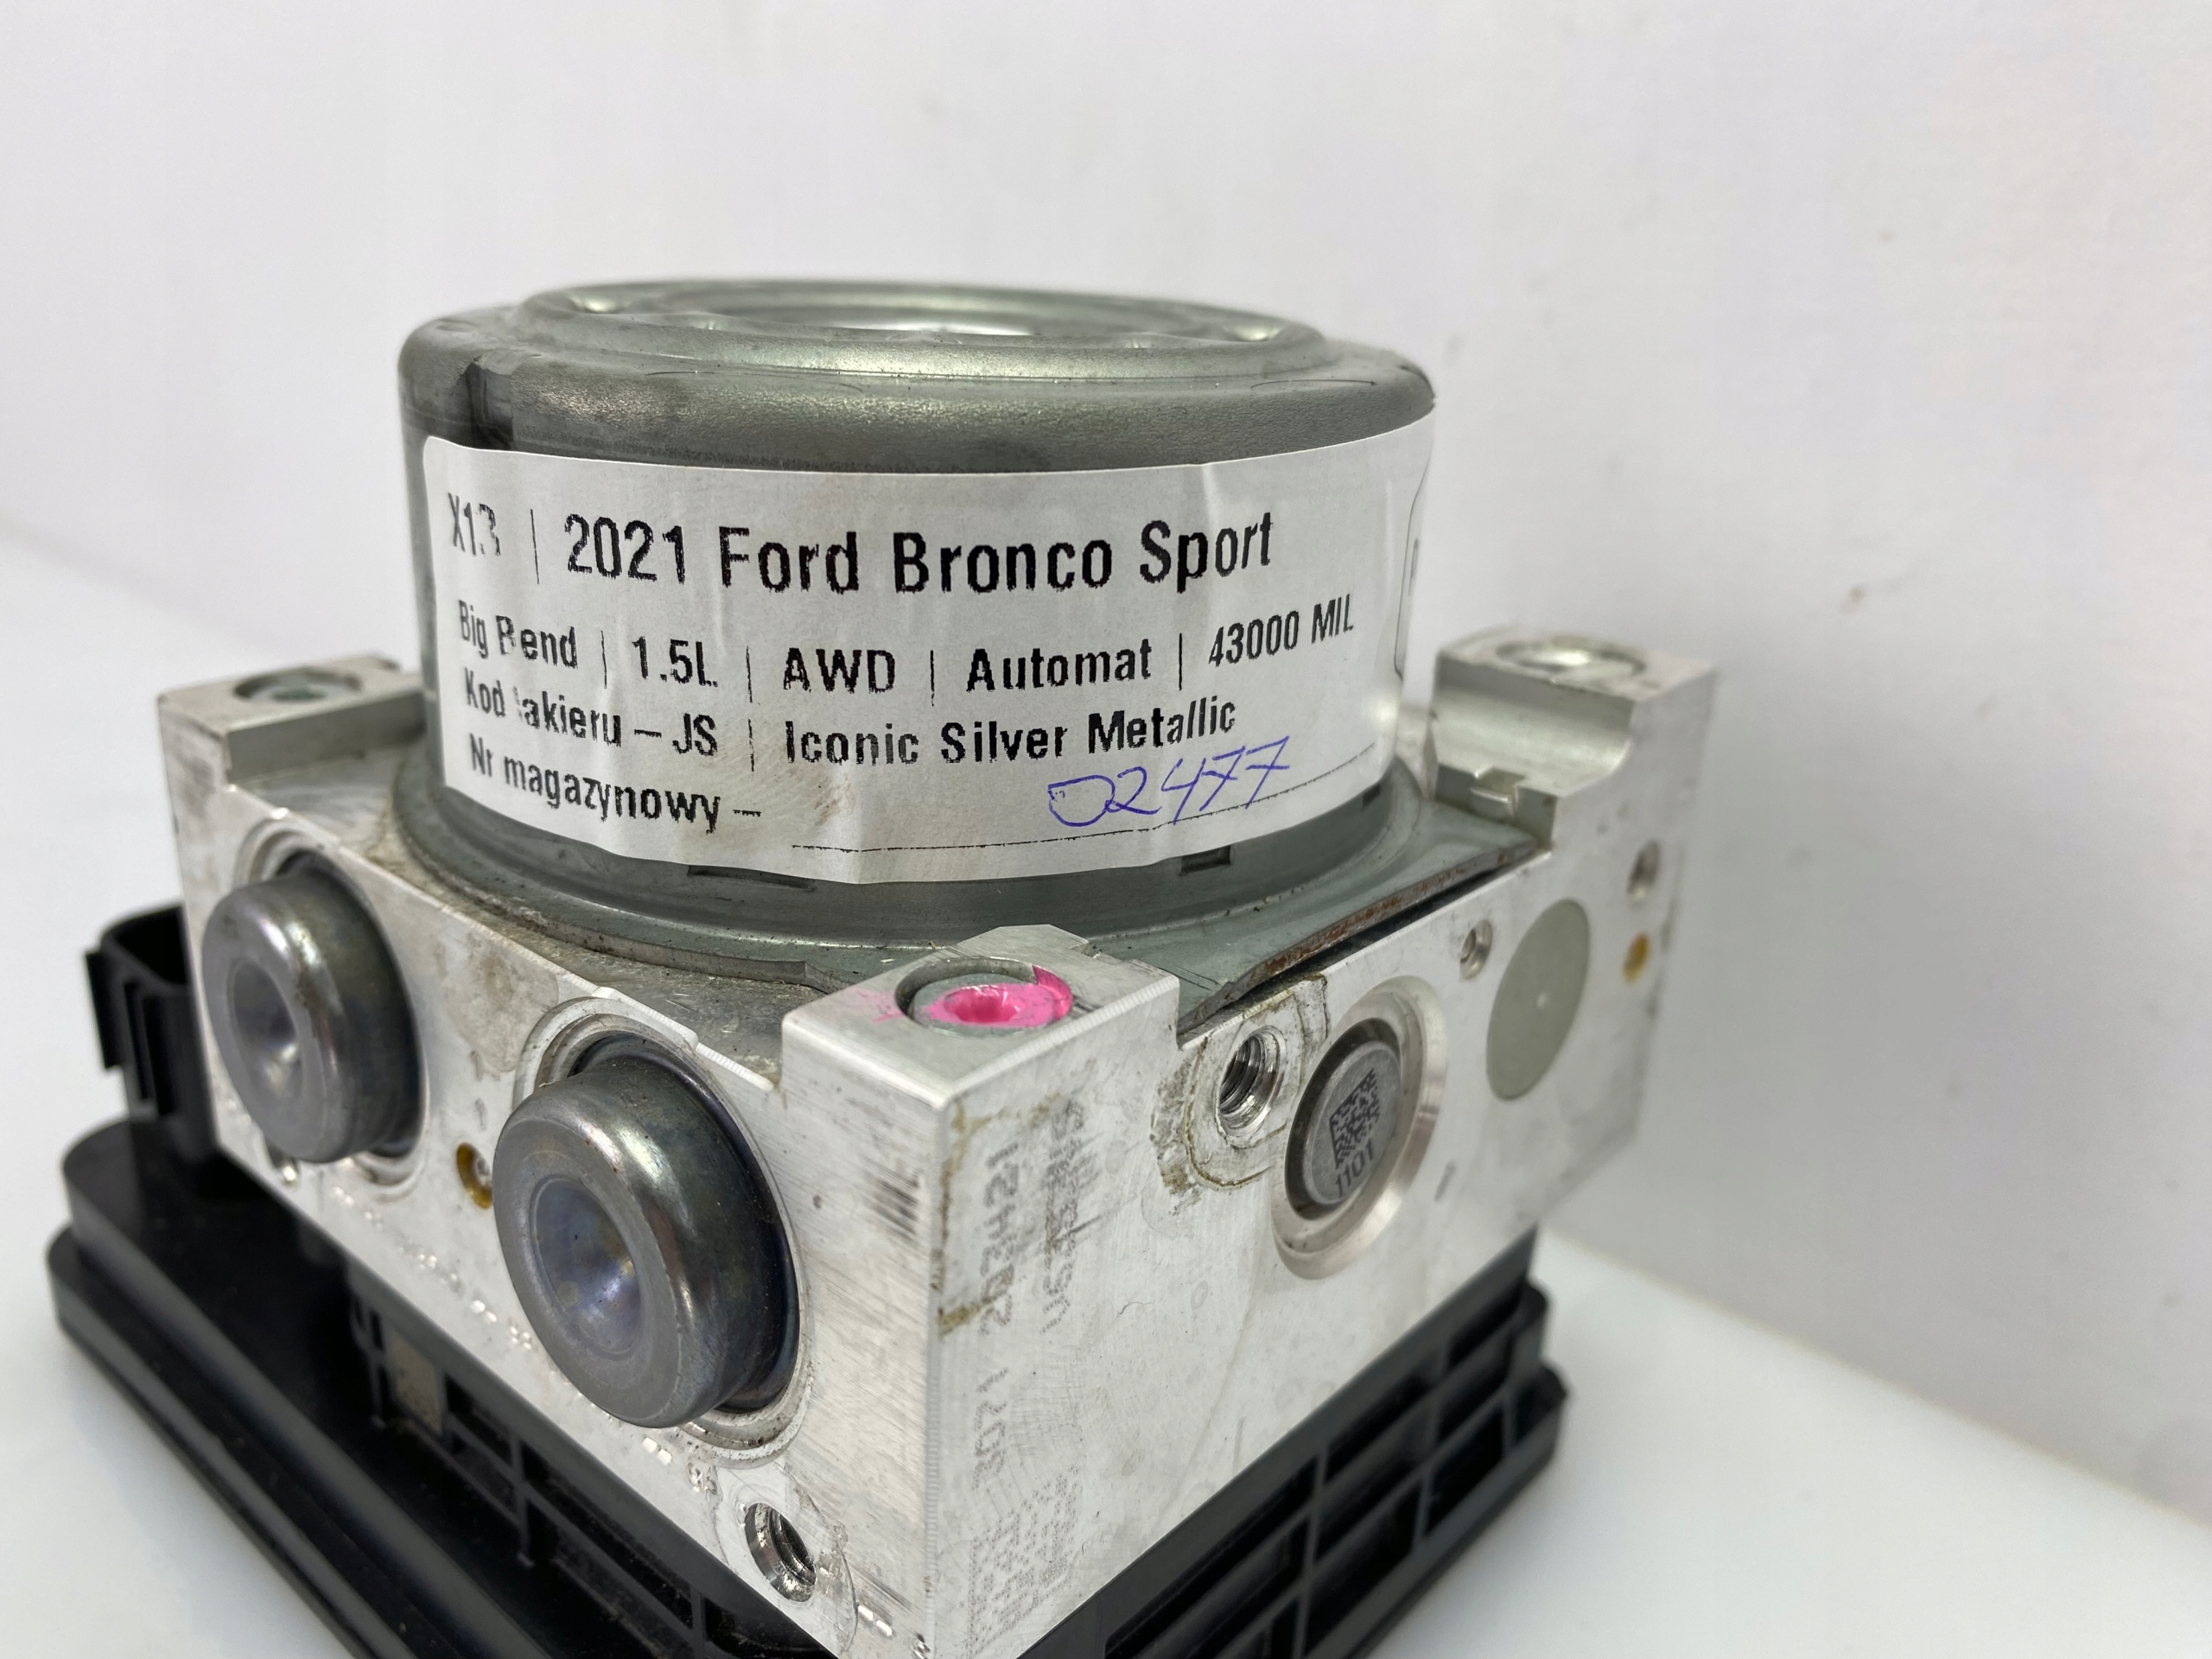 X13 | 2021 Ford Bronco Sport
Big Bend | 1.5L | AWD | Automat | 43000 MIL
Kod lakieru – JS | Iconic Silver Metallic
Nr magazynowy – 02477
1101